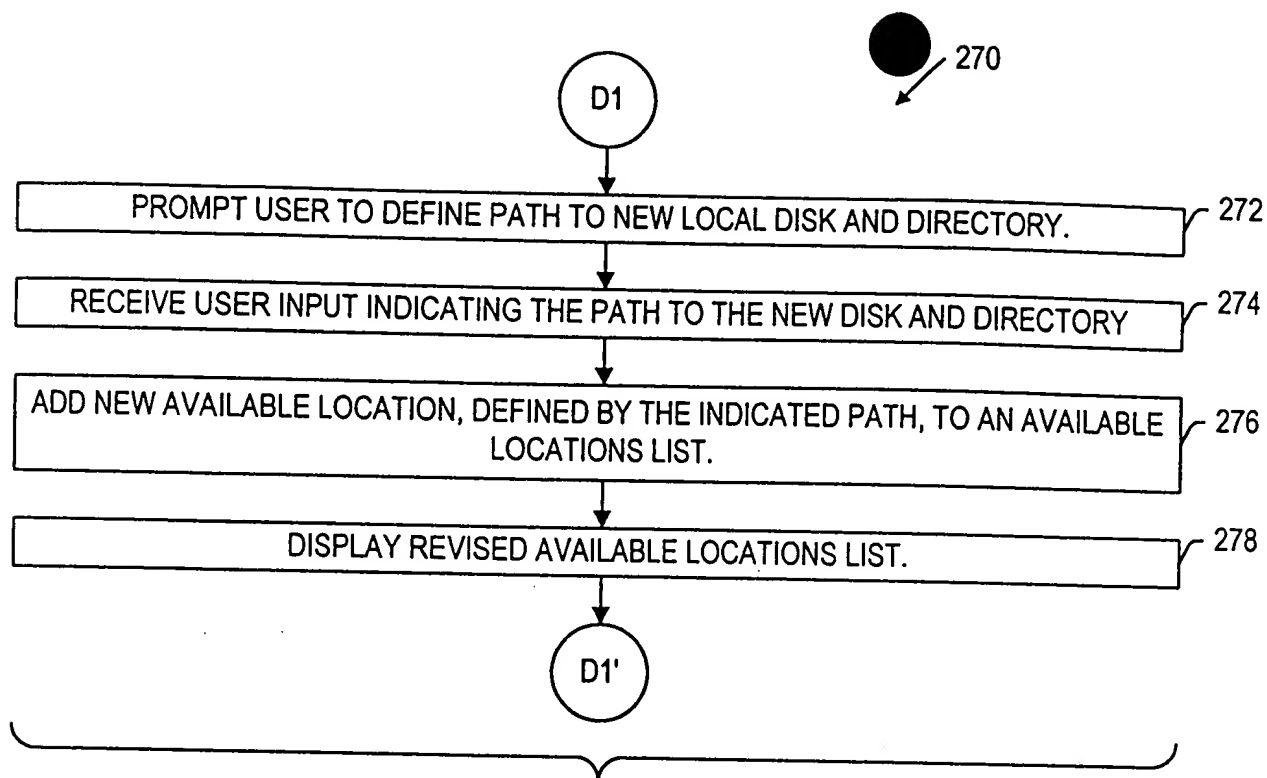 270
D1
PROMPT USER TO DEFINE PATH TO NEW LOCAL DISK AND DIRECTORY.
272
RECEIVE USER INPUT INDICATING THE PATH TO THE NEW DISK AND DIRECTORY
274
ADD NEW AVAILABLE LOCATION, DEFINED BY THE INDICATED PATH, TO AN AVAILABLE
LOCATIONS LIST.
276
DISPLAY REVISED AVAILABLE LOCATIONS LIST.
278
D1'